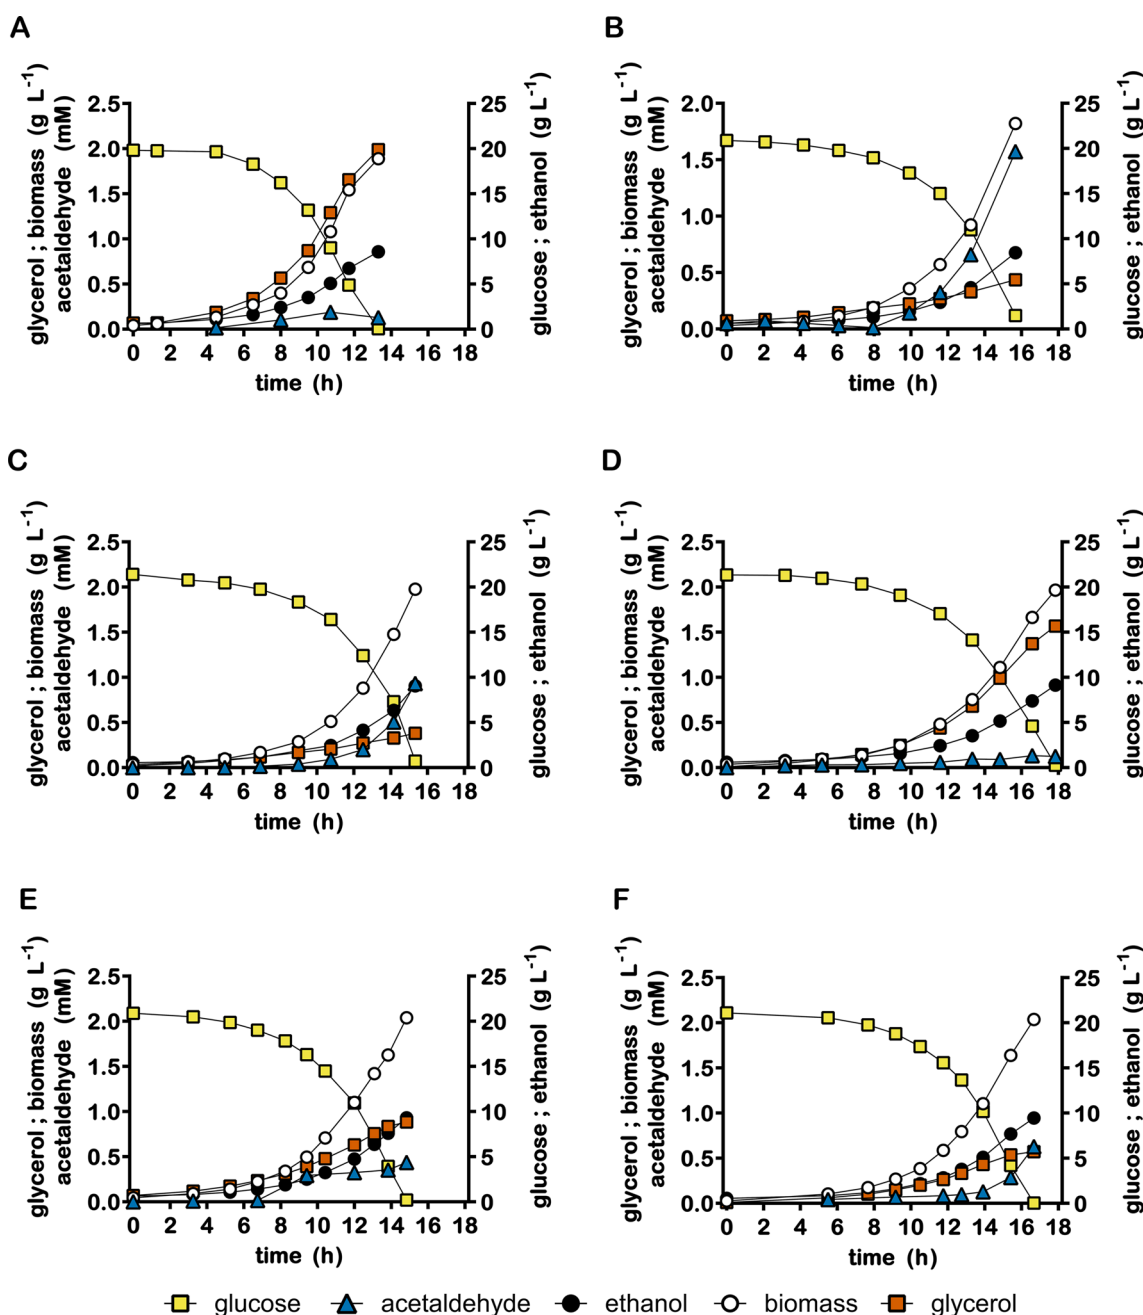 A
glycerol ; biomass (g L-1)
acetaldehyde (mM)
2.5
2.0
1.5
1.0
0.5
0.0
25
20
15
10
5
0
glucose ; ethanol (g L-1)
0 2 4 6 8 10 12 14 16 18
time (h)
B
glycerol ; biomass (g L-1)
acetaldehyde (mM)
2.0
1.5
1.0
0.5
0.0
25
20
15
10
5
0
glucose ; ethanol (g L-1)
0 2 4 6 8 10 12 14 16 18
time (h)
C
glycerol ; biomass (g L-1)
acetaldehyde (mM)
2.5
2.0
1.5
1.0
0.5
0.0
25
20
15
10
5
0
glucose ; ethanol (g L-1)
0 2 4 6 8 10 12 14 16 18
time (h)
D
glycerol ; biomass (g L-1)
acetaldehyde (mM)
2.5
2.0
1.5
1.0
0.5
0.0
25
20
15
10
5
0
glucose ; ethanol (g L-1)
0 2 4 6 8 10 12 14 16 18
time (h)
E
glycerol ; biomass (g L-1)
acetaldehyde (mM)
2.5
2.0
1.5
1.0
0.5
0.0
25
20
15
10
5
0
glucose ; ethanol (g L-1)
0 2 4 6 8 10 12 14 16 18
time (h)
F
glycerol ; biomass (g L-1)
acetaldehyde (mM)
2.5
2.0
1.5
1.0
0.5
0.0
25
20
15
10
5
0
glucose ; ethanol (g L-1)
0 2 4 6 8 10 12 14 16 18
time (h)
glucose acetaldehyde ethanol biomass glycerol